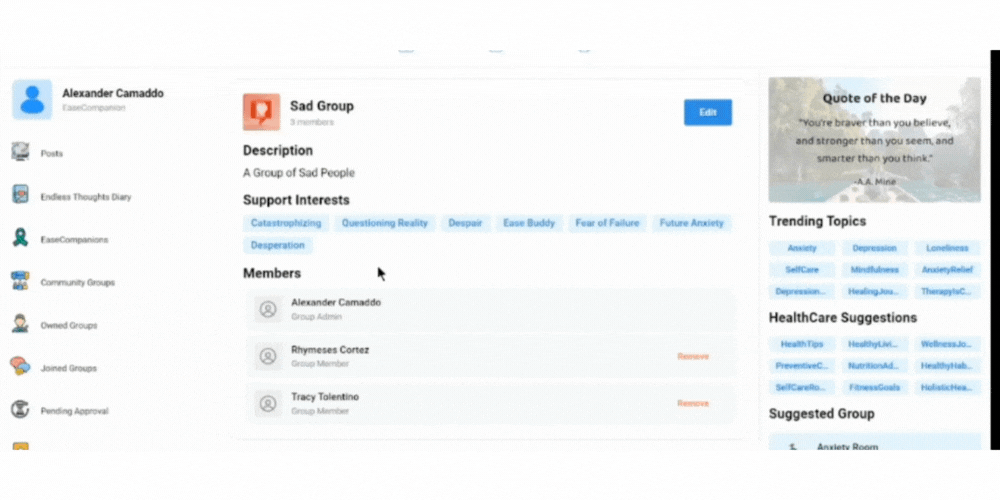 Alexander Camaddo
EaseCompanion
Posts
Endless Thoughts Diary
EaseCompanions
Community Groups
Owned Groups
Joined Groups
Pending Approval
Sad Group
3 members
Edit
Description
A Group of Sad People
Support Interests
Catastrophizing Questioning Reality Despair Ease Buddy Fear of Failure Future Anxiety
Desperation
Members
Alexander Camaddo
Group Admin
Rhymeses Cortez
Group Member
Remove
Tracy Tolentino
Group Member
Remove
Quote of the Day
"You're braver than you believe,
and stronger than you seem, and
smarter than you think."
-A.A. Mine
Trending Topics
Anxiety Depression Loneliness
SelfCare Mindfulness AnxietyRelief
Depression... HealingJou... TherapyIsC...
HealthCare Suggestions
HealthTips HealthyLivi... WellnessJo...
PreventiveC... NutritionAd... HealthyHab...
SelfCareRo... FitnessGoals HolisticHea...
Suggested Group
Anxiety Room